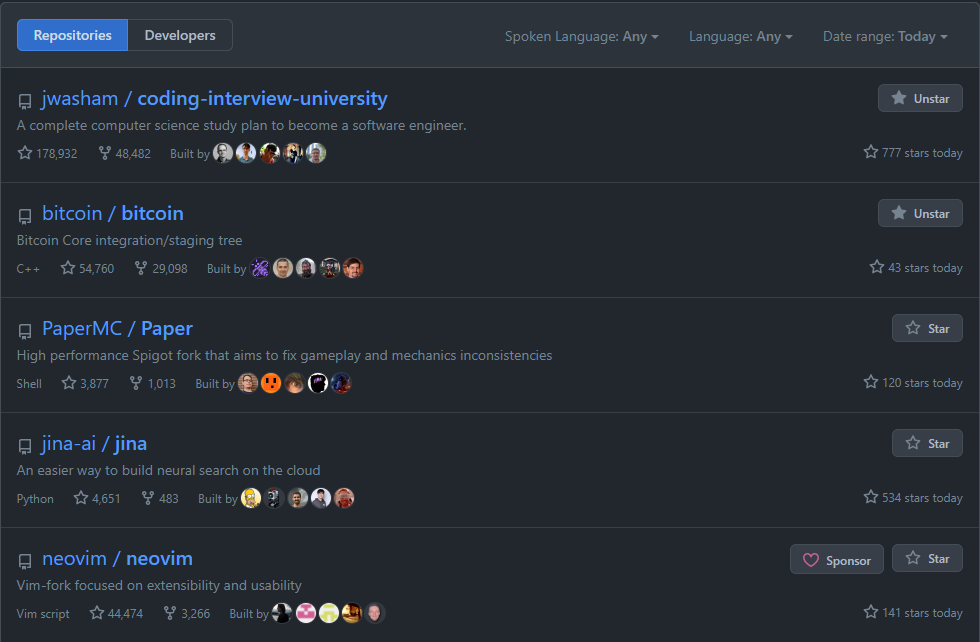 Repositories Developers Spoken Language: Any Language: Any Date range: Today
jwasham / coding-interview-university Unstar
A complete computer science study plan to become a software engineer.
178,932 48,482 Built by 777 stars today
bitcoin / bitcoin Unstar
Bitcoin Core integration/staging tree
C++ 54,760 29,098 Built by 43 stars today
PaperMC / Paper Star
High performance Spigot fork that aims to fix gameplay and mechanics inconsistencies
Shell 3,877 1,013 Built by 120 stars today
jina-ai / jina Star
An easier way to build neural search on the cloud
Python 4,651 483 Built by 534 stars today
neovim / neovim Sponsor Star
Vim-fork focused on extensibility and usability
Vim script 44,474 3,266 Built by 141 stars today